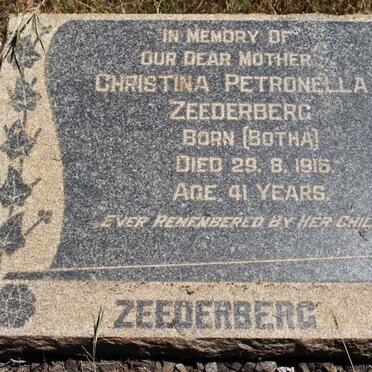 IN MEMORY OF
OUR DEAR MOTHER
CHRISTINA PETRONELLA
ZEEDERBERG
BORN (BOTHA)
DIED 29. 8. 1916.
AGE, 41 YEARS.
EVER REMEMBERED BY HER CHIL
ZEEDERBERG